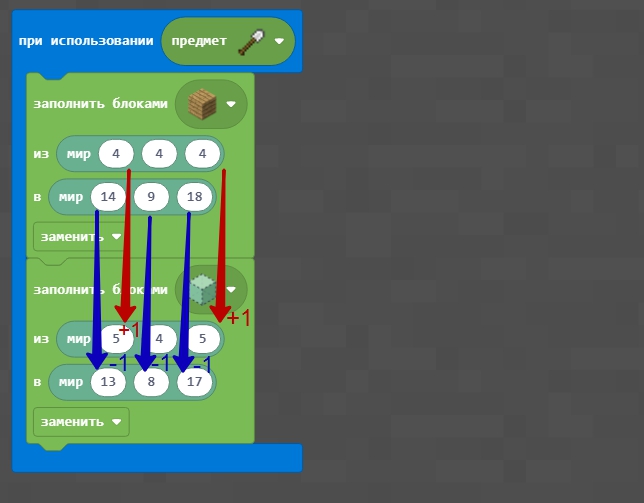 при использовании предмет
заполнить блоками
из мир 4 4 4
в мир 14 9 18
заменить
заполнить блоками
+1 +1
из мир 5 4 5
-1 -1 -1
в мир 13 8 17
заменить